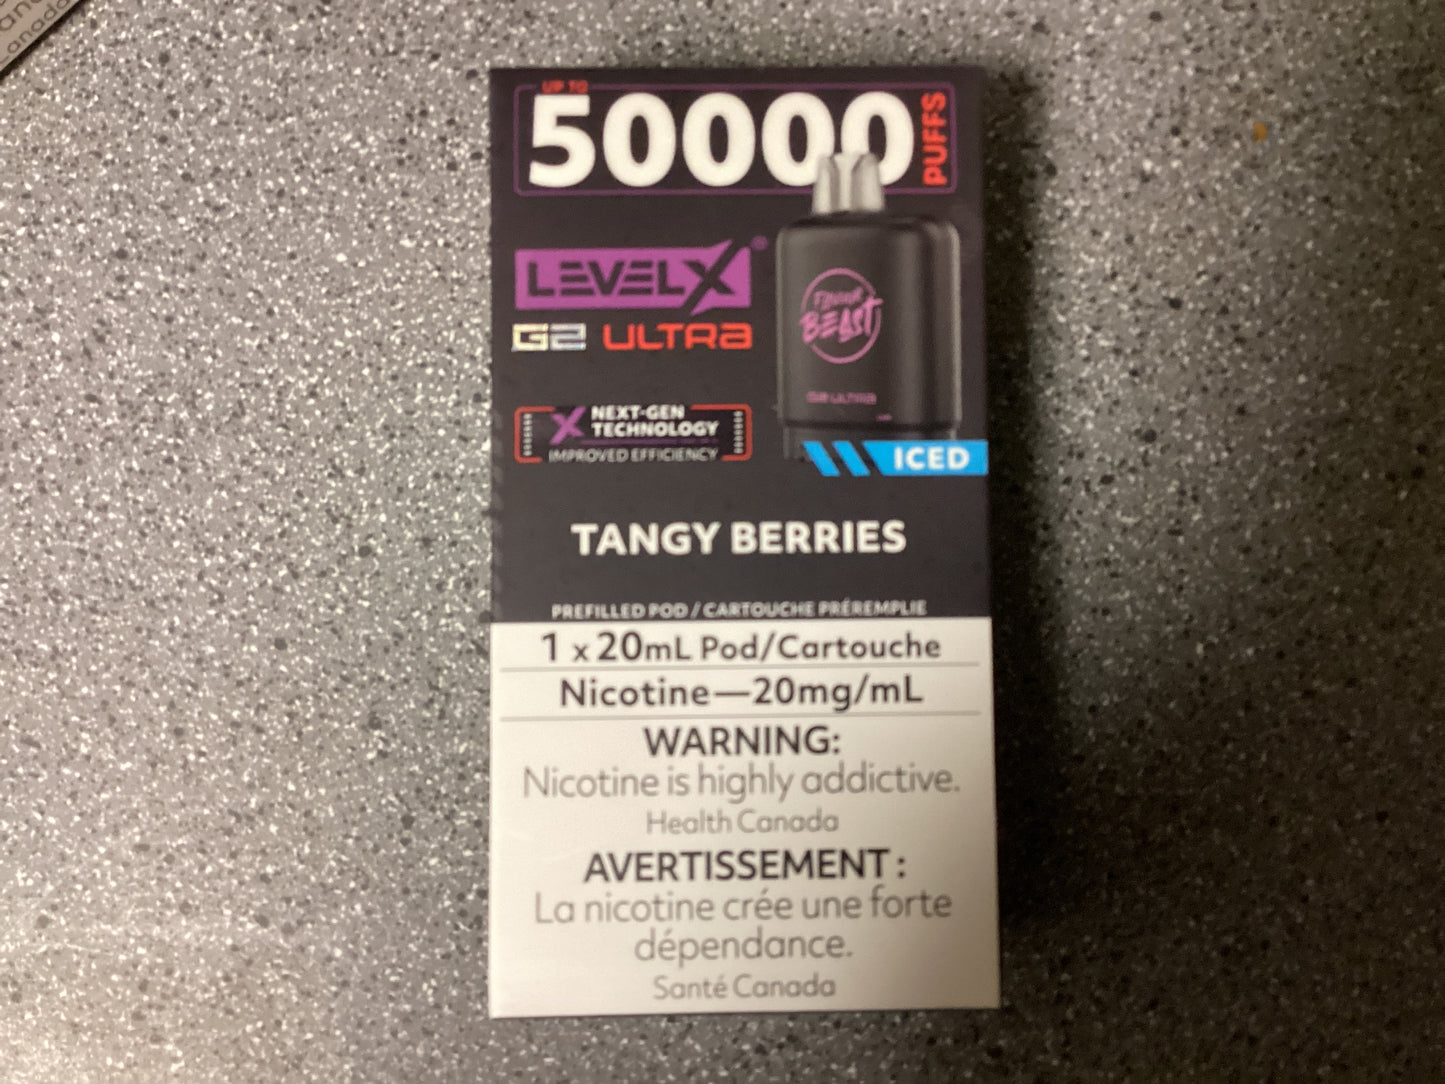 anada
UP TO
50000
PUFFS
LEVEL X®
G2 ULTRA
Flavour
BEAST
G2 ULTRA
X NEXT-GEN
TECHNOLOGY
IMPROVED EFFICIENCY
ICED
TANGY BERRIES
PREFILLED POD / CARTOUCHE PRÉREMPLIE
1 x 20mL Pod/Cartouche
Nicotine—20mg/mL
WARNING:
Nicotine is highly addictive.
Health Canada
AVERTISSEMENT :
La nicotine crée une forte
dépendance.
Santé Canada